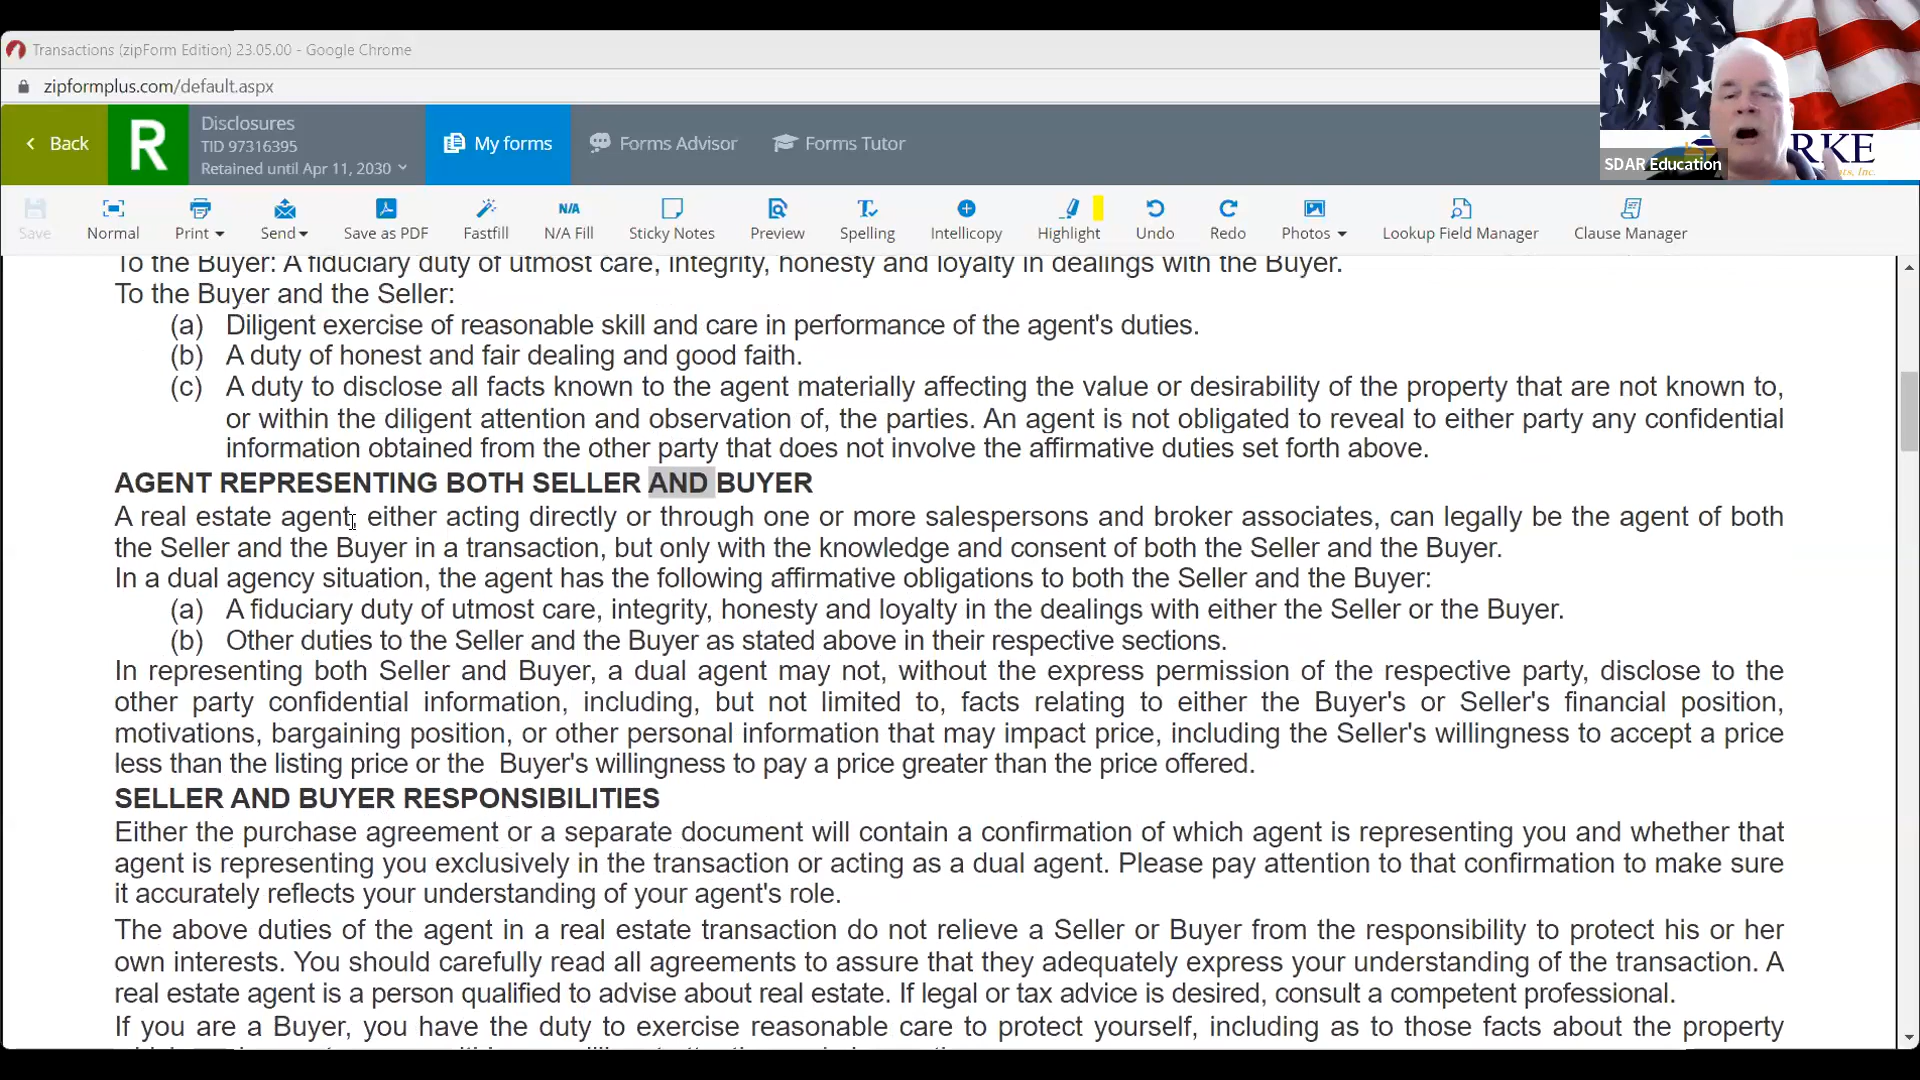 Transactions (zipForm Edition) 23.05.00 - Google Chrome
zipformplus.com/default.aspx
Back
R
Disclosures
TID 97316395
Retained until Apr 11, 2030
My forms
Forms Advisor
Forms Tutor
SDAR Education
RKE
Inc.
Save
Normal
Print
Send
Save as PDF
Fastfill
N/A
N/A Fill
Sticky Notes
Preview
Spelling
Intellicopy
Highlight
Undo
Redo
Photos
Lookup Field Manager
Clause Manager
To the Buyer: A fiduciary duty of utmost care, integrity, honesty and loyalty in dealings with the Buyer.
To the Buyer and the Seller:
(a) Diligent exercise of reasonable skill and care in performance of the agent's duties.
(b) A duty of honest and fair dealing and good faith.
(c) A duty to disclose all facts known to the agent materially affecting the value or desirability of the property that are not known to,
or within the diligent attention and observation of, the parties. An agent is not obligated to reveal to either party any confidential
information obtained from the other party that does not involve the affirmative duties set forth above.
AGENT REPRESENTING BOTH SELLER AND BUYER
A real estate agent, either acting directly or through one or more salespersons and broker associates, can legally be the agent of both
the Seller and the Buyer in a transaction, but only with the knowledge and consent of both the Seller and the Buyer.
In a dual agency situation, the agent has the following affirmative obligations to both the Seller and the Buyer:
(a) A fiduciary duty of utmost care, integrity, honesty and loyalty in the dealings with either the Seller or the Buyer.
(b) Other duties to the Seller and the Buyer as stated above in their respective sections.
In representing both Seller and Buyer, a dual agent may not, without the express permission of the respective party, disclose to the
other party confidential information, including, but not limited to, facts relating to either the Buyer's or Seller's financial position,
motivations, bargaining position, or other personal information that may impact price, including the Seller's willingness to accept a price
less than the listing price or the Buyer's willingness to pay a price greater than the price offered.
SELLER AND BUYER RESPONSIBILITIES
Either the purchase agreement or a separate document will contain a confirmation of which agent is representing you and whether that
agent is representing you exclusively in the transaction or acting as a dual agent. Please pay attention to that confirmation to make sure
it accurately reflects your understanding of your agent's role.
The above duties of the agent in a real estate transaction do not relieve a Seller or Buyer from the responsibility to protect his or her
own interests. You should carefully read all agreements to assure that they adequately express your understanding of the transaction. A
real estate agent is a person qualified to advise about real estate. If legal or tax advice is desired, consult a competent professional.
If you are a Buyer, you have the duty to exercise reasonable care to protect yourself, including as to those facts about the property